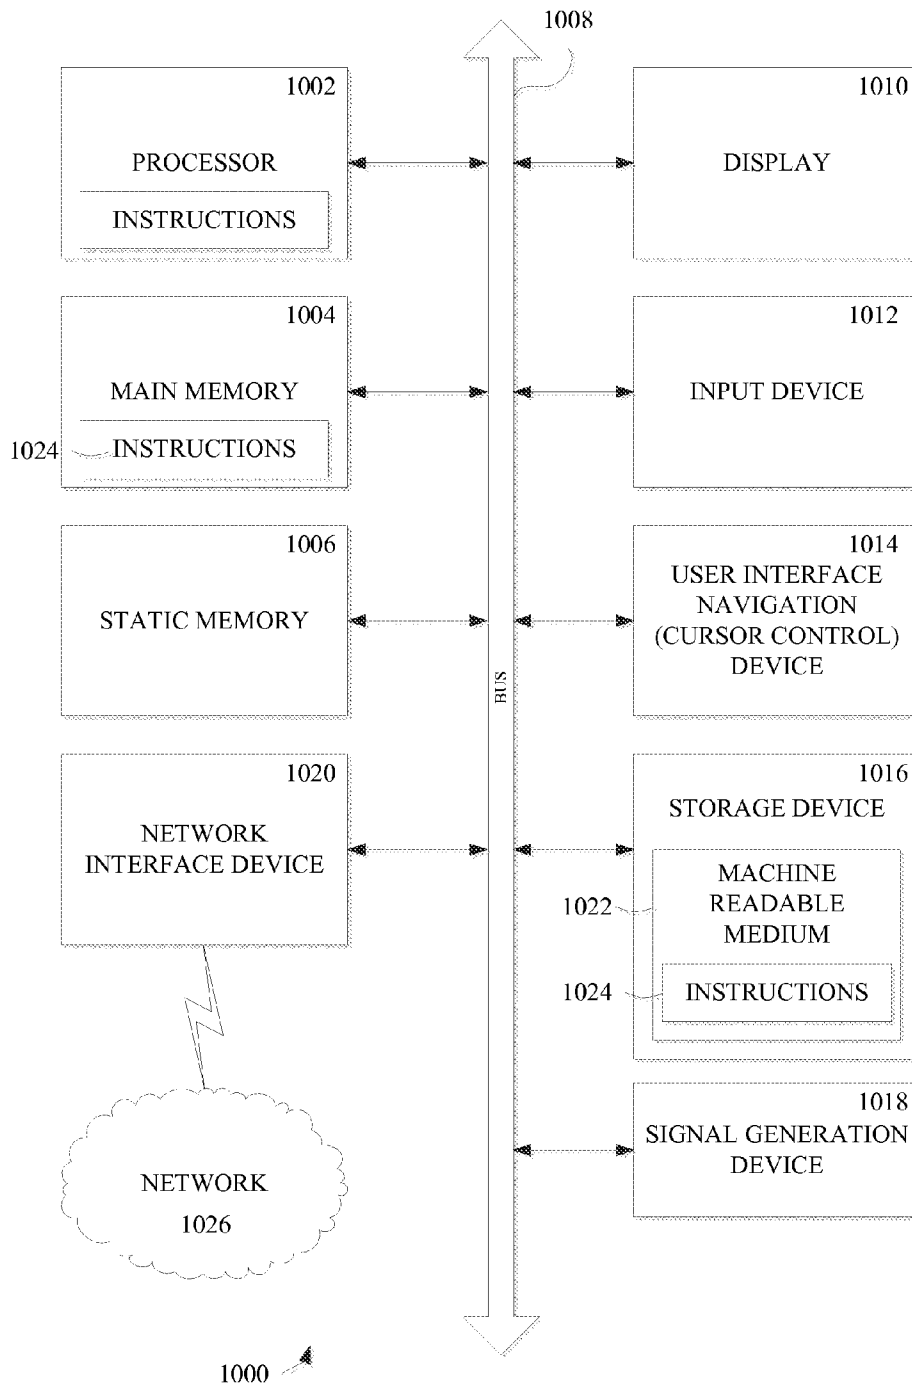 1008
1002
PROCESSOR
INSTRUCTIONS
1010
DISPLAY
1004
MAIN MEMORY
1024
INSTRUCTIONS
1012
INPUT DEVICE
1006
STATIC MEMORY
1014
USER INTERFACE
NAVIGATION
(CURSOR CONTROL)
DEVICE
BUS
1020
NETWORK
INTERFACE DEVICE
1016
STORAGE DEVICE
1022
MACHINE
READABLE
MEDIUM
1024
INSTRUCTIONS
1018
SIGNAL GENERATION
DEVICE
NETWORK
1026
1000